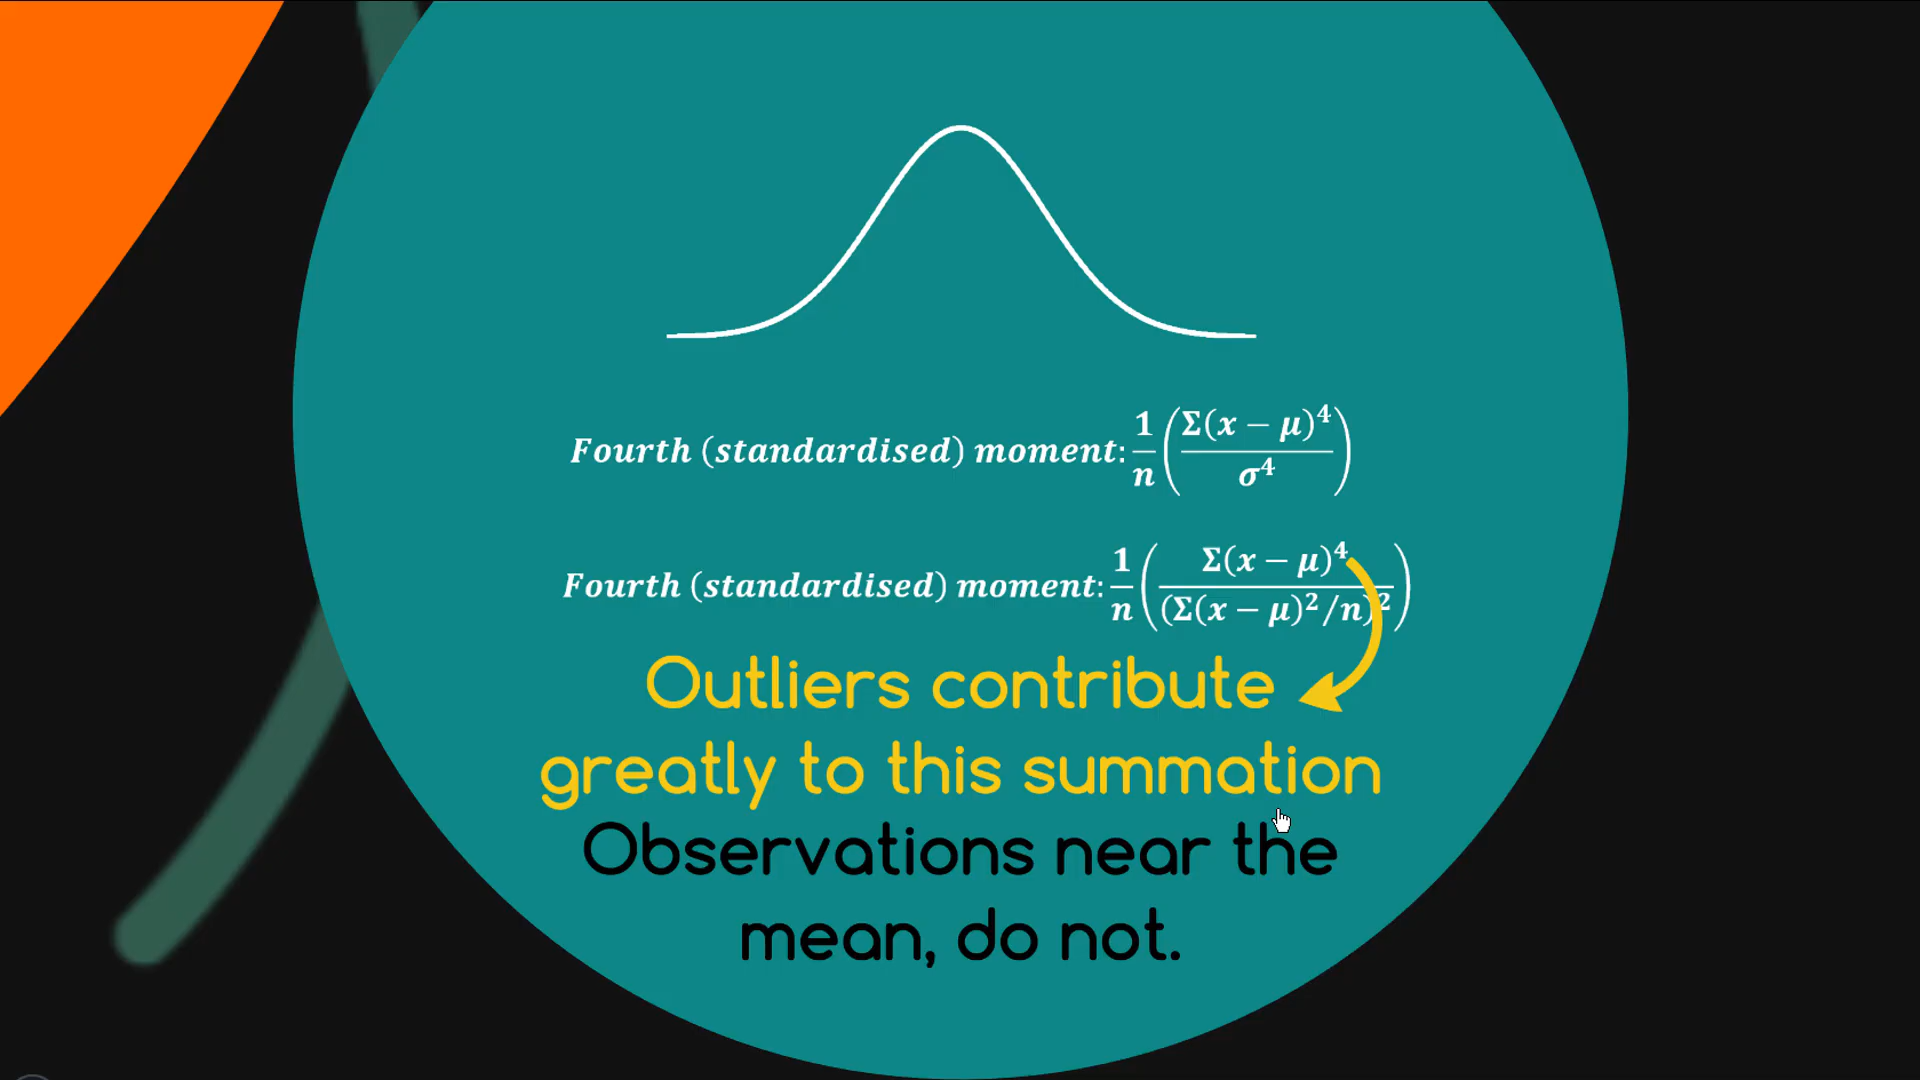 Fourth (standardised) moment: 1/n (Σ(x − μ)⁴ / σ⁴)
Fourth (standardised) moment: 1/n (Σ(x − μ)⁴ / (Σ(x − μ)²/n)²)
Outliers contribute
greatly to this summation
Observations near the
mean, do not.